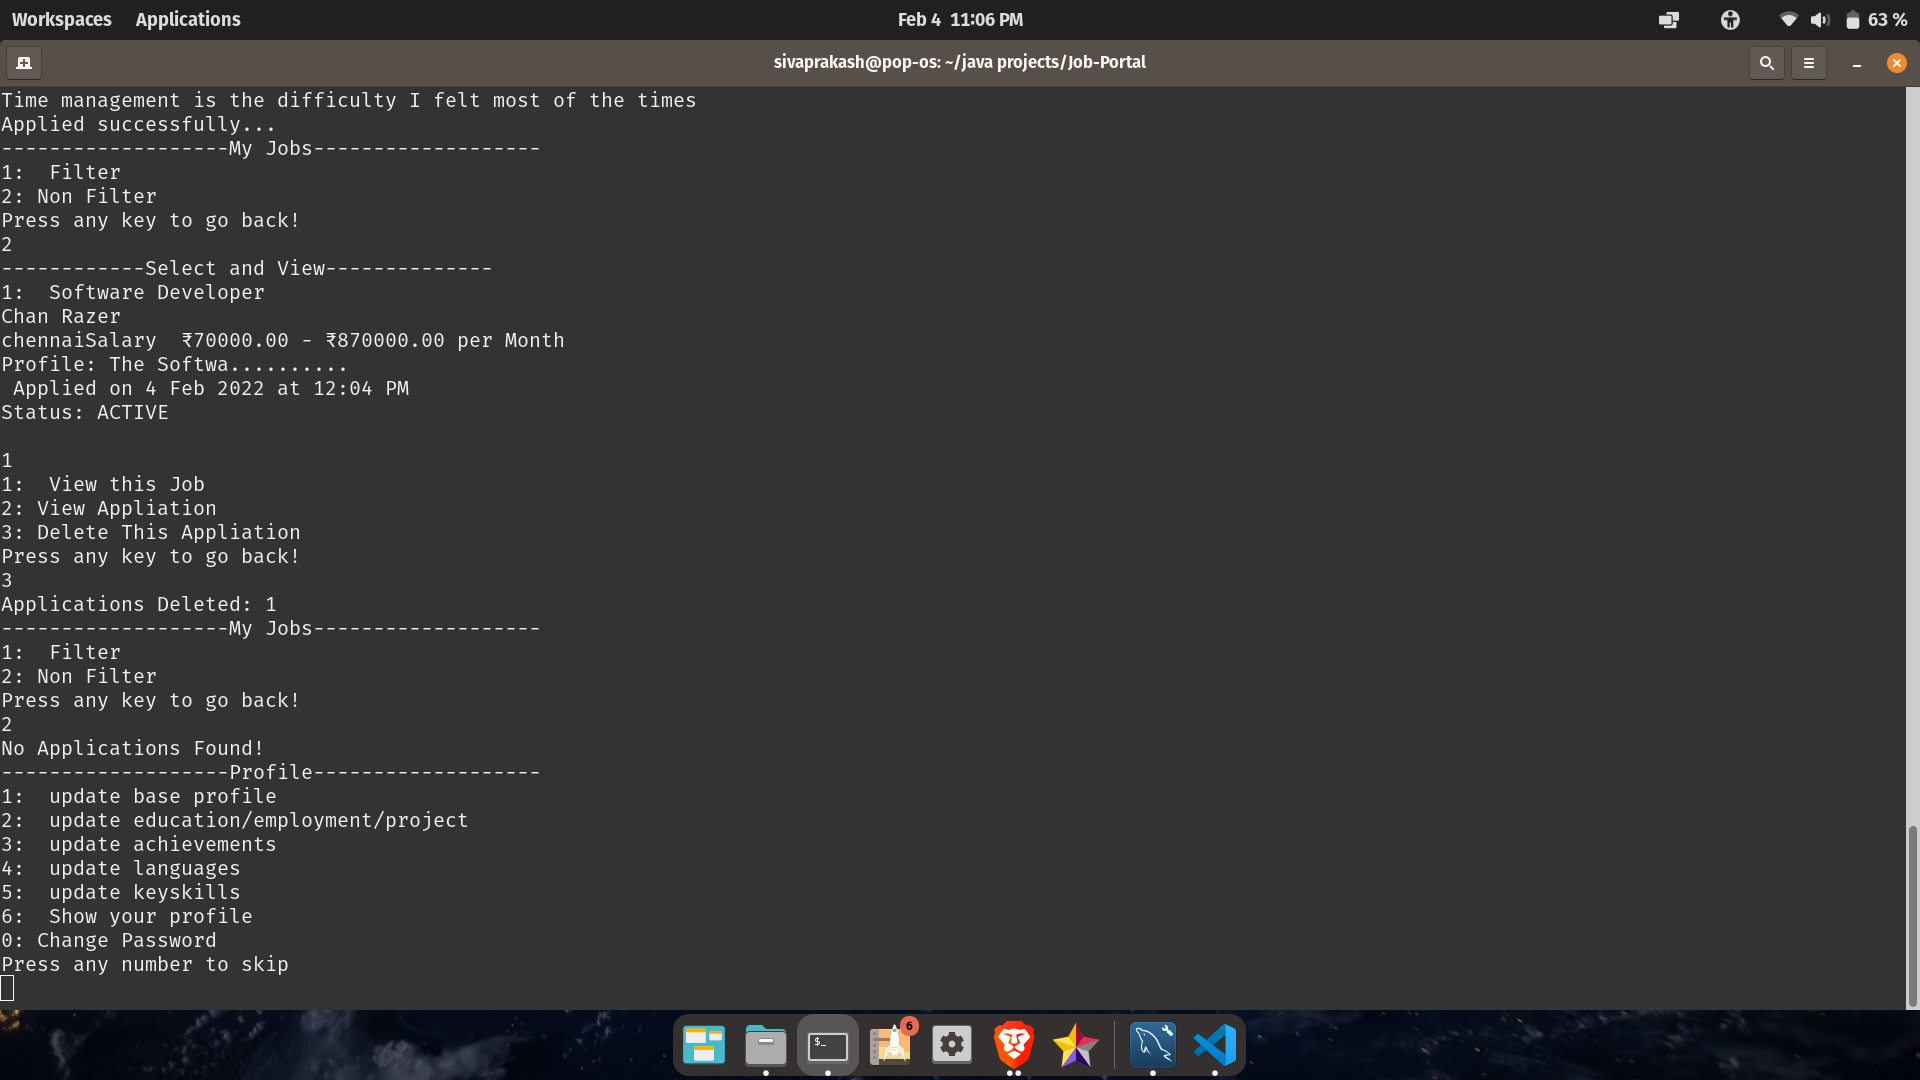 Workspaces Applications Feb 4 11:06 PM 63 %
sivaprakash@pop-os: ~/java projects/Job-Portal
Time management is the difficulty I felt most of the times
Applied successfully...
-------------------My Jobs-------------------
1:  Filter
2: Non Filter
Press any key to go back!
2
------------Select and View--------------
1:  Software Developer
Chan Razer
chennaiSalary  ₹70000.00 - ₹870000.00 per Month
Profile: The Softwa..........
 Applied on 4 Feb 2022 at 12:04 PM
Status: ACTIVE
1
1:  View this Job
2: View Appliation
3: Delete This Appliation
Press any key to go back!
3
Applications Deleted: 1
-------------------My Jobs-------------------
1:  Filter
2: Non Filter
Press any key to go back!
2
No Applications Found!
-------------------Profile-------------------
1:  update base profile
2:  update education/employment/project
3:  update achievements
4:  update languages
5:  update keyskills
6:  Show your profile
0: Change Password
Press any number to skip
$_
6